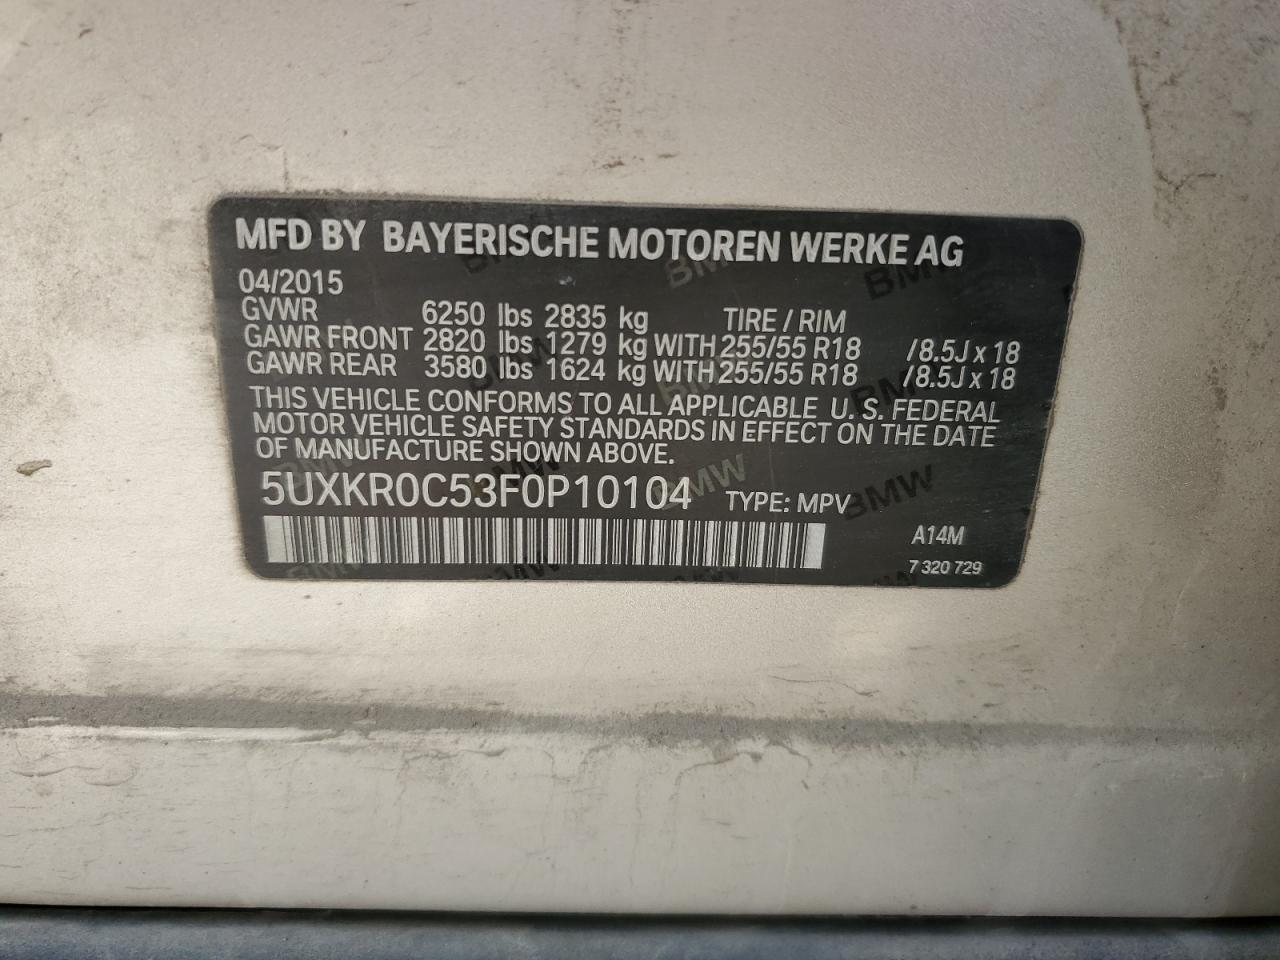 MFD BY BAYERISCHE MOTOREN WERKE AG
04/2015
GVWR 6250 lbs 2835 kg TIRE / RIM
GAWR FRONT 2820 lbs 1279 kg WITH 255/55 R18 /8.5J x 18
GAWR REAR 3580 lbs 1624 kg WITH 255/55 R18 /8.5J x 18
THIS VEHICLE CONFORMS TO ALL APPLICABLE U. S. FEDERAL
MOTOR VEHICLE SAFETY STANDARDS IN EFFECT ON THE DATE
OF MANUFACTURE SHOWN ABOVE.
5UXKR0C53F0P10104 TYPE: MPV
A14M
7 320 729